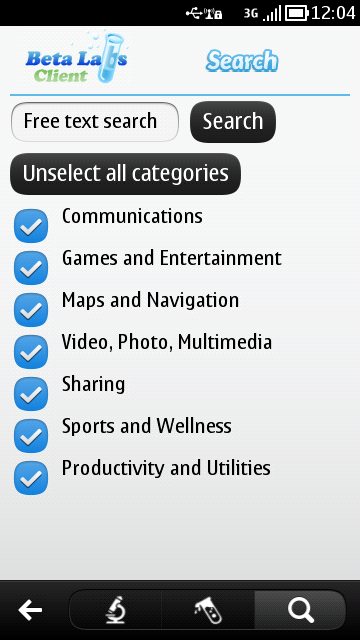 3G 12:04
Beta Labs
Client
Search
Free text search
Search
Unselect all categories
Communications
Games and Entertainment
Maps and Navigation
Video, Photo, Multimedia
Sharing
Sports and Wellness
Productivity and Utilities